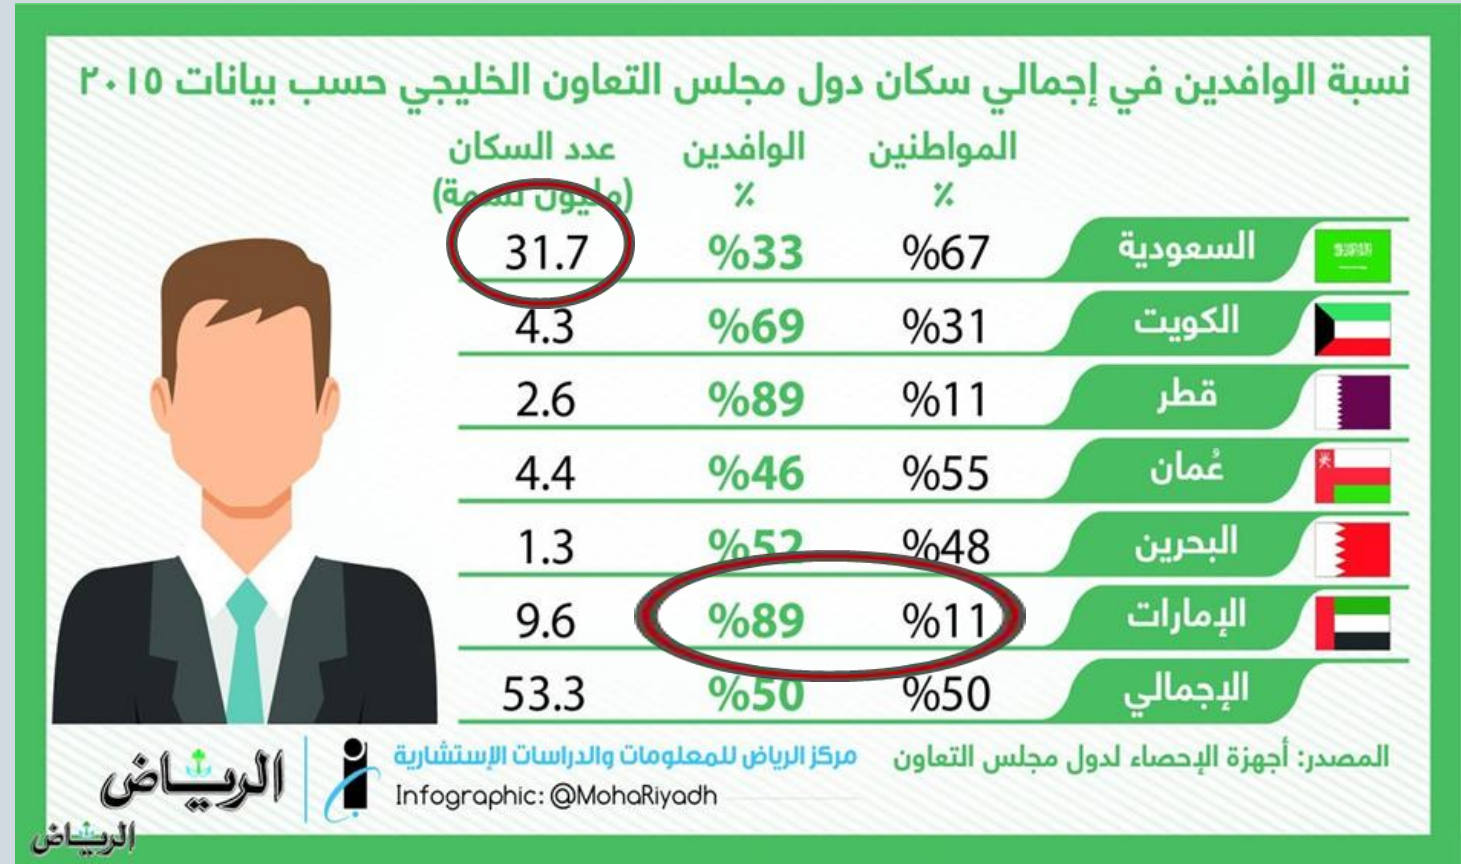 نسبة الوافدين في إجمالي سكان دول مجلس التعاون الخليجي حسب بيانات ٢٠١٥
المواطنين الوافدين عدد السكان
٪ ٪ (مليون نسمة)
السعودية %67 %33 31.7
الكويت %31 %69 4.3
قطر %11 %89 2.6
عُمان %55 %46 4.4
البحرين %48 %52 1.3
الإمارات %11 %89 9.6
الإجمالي %50 %50 53.3
المصدر: أجهزة الإحصاء لدول مجلس التعاون
مركز الرياض للمعلومات والدراسات الإستشارية
Infographic: @MohaRiyadh
الرياض
الرياض